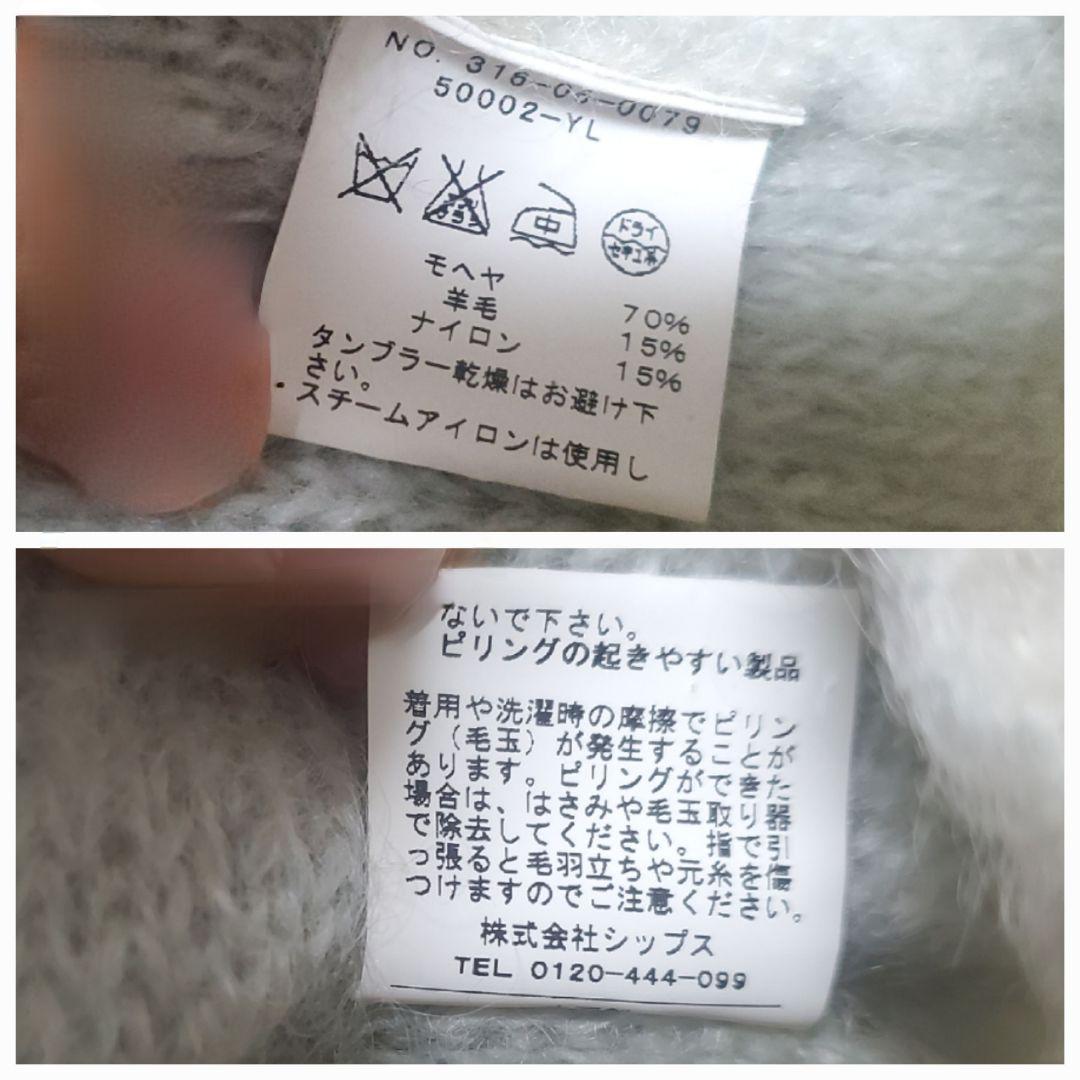 NO. 316-06-0079
50002-YL
エンソ
サラシ
中
ドライ
セキユ系
モヘヤ 70%
羊毛 15%
ナイロン 15%
タンブラー乾燥はお避け下
さい。
スチームアイロンは使用し
ないで下さい。
ピリングの起きやすい製品
着用や洗濯時の摩擦でピリン
グ（毛玉）が発生することが
あります。ピリングができた
場合は、はさみや毛玉取り器
で除去してください。指で引
っ張ると毛羽立ちや元糸を傷
つけますのでご注意ください。
株式会社シップス
TEL 0120-444-099